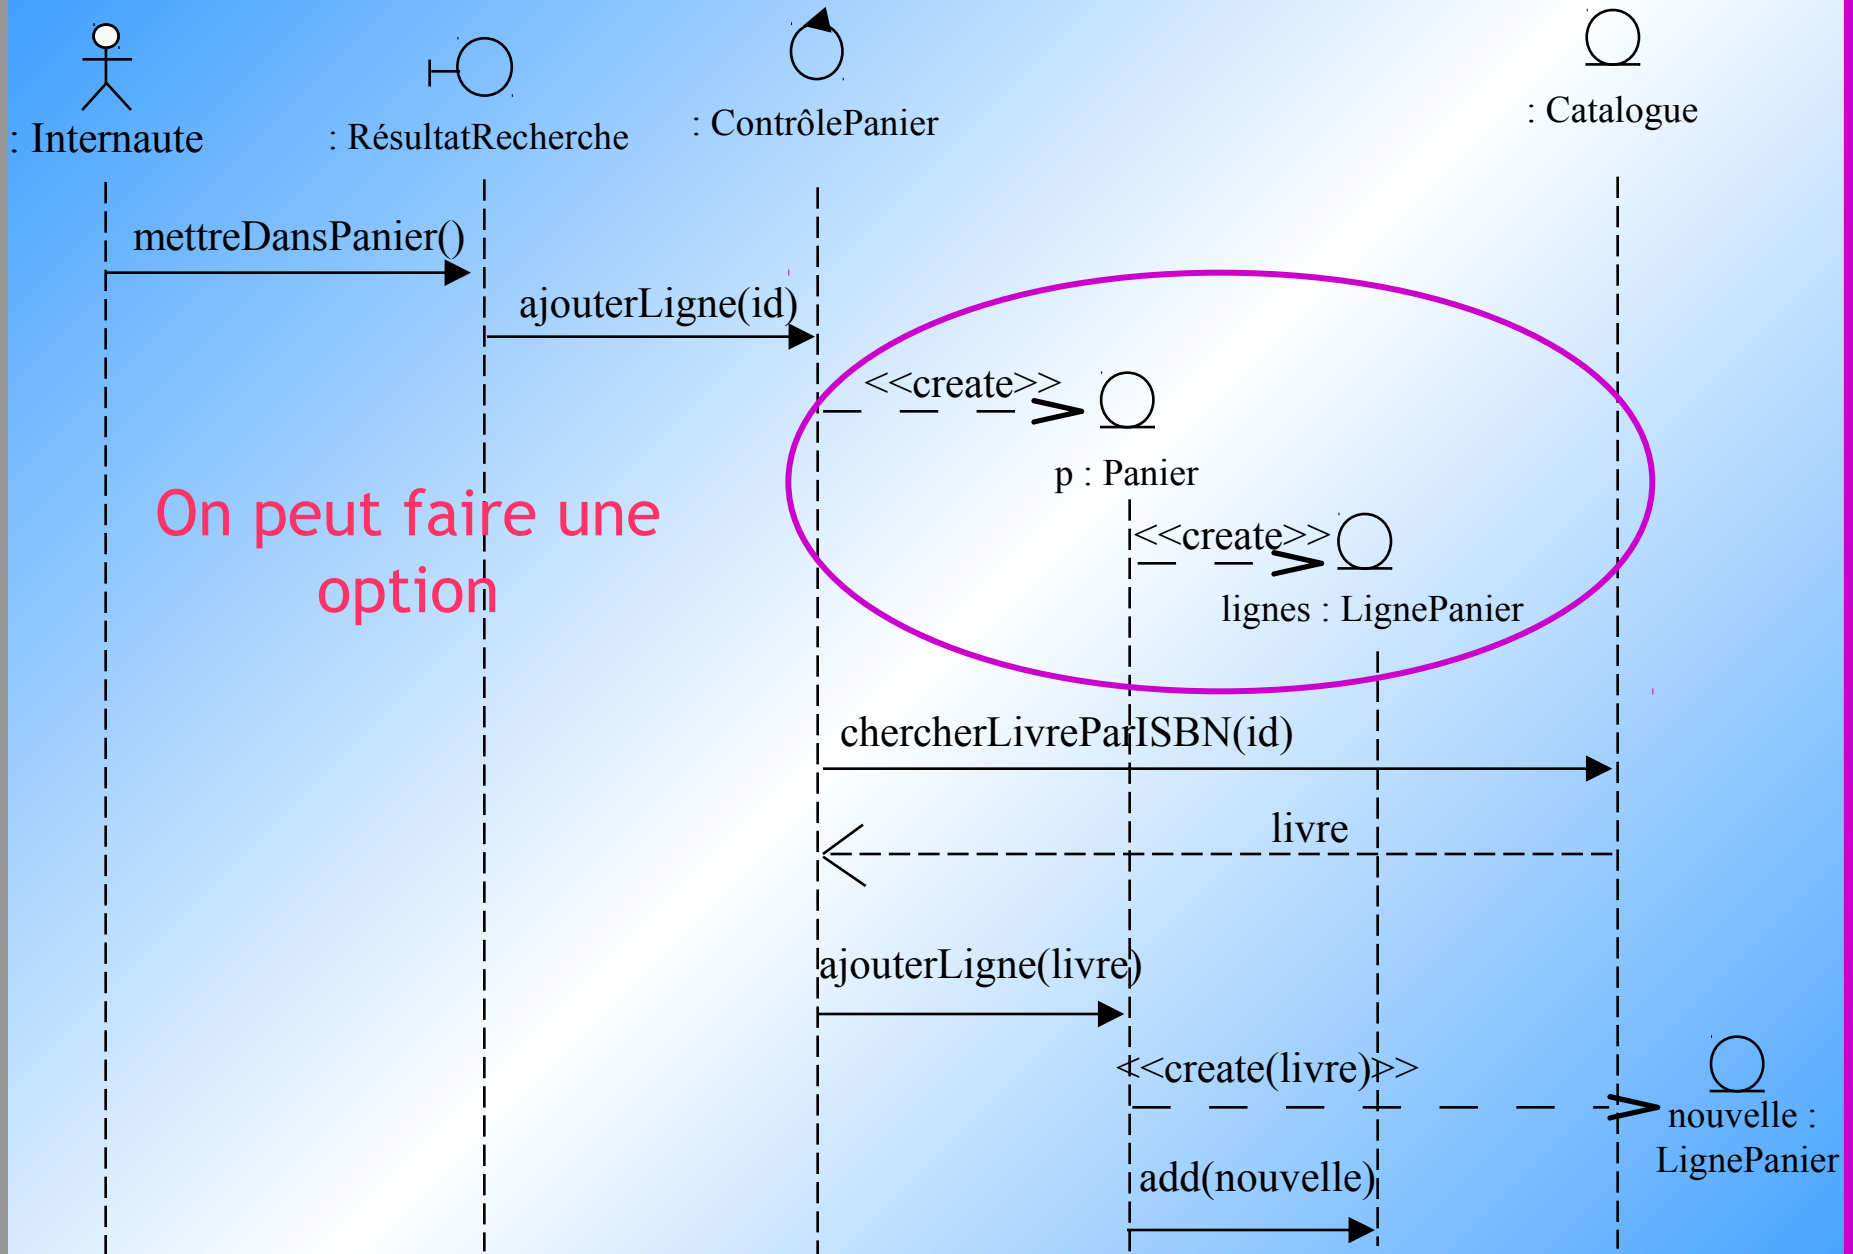 : Internaute
: RésultatRecherche
: ContrôlePanier
: Catalogue
mettreDansPanier()
ajouterLigne(id)
<<create>>
p : Panier
On peut faire une
option
<<create>>
lignes : LignePanier
chercherLivreParISBN(id)
livre
ajouterLigne(livre)
<<create(livre)>>
nouvelle :
LignePanier
add(nouvelle)